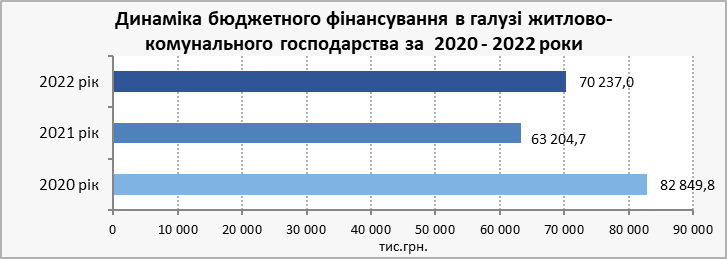 Динаміка бюджетного фінансування в галузі житлово-
комунального господарства за 2020 - 2022 роки
2022 рік
70 237,0
2021 рік
63 204,7
2020 рік
82 849,8
0 10 000 20 000 30 000 40 000 50 000 60 000 70 000 80 000 90 000
тис.грн.